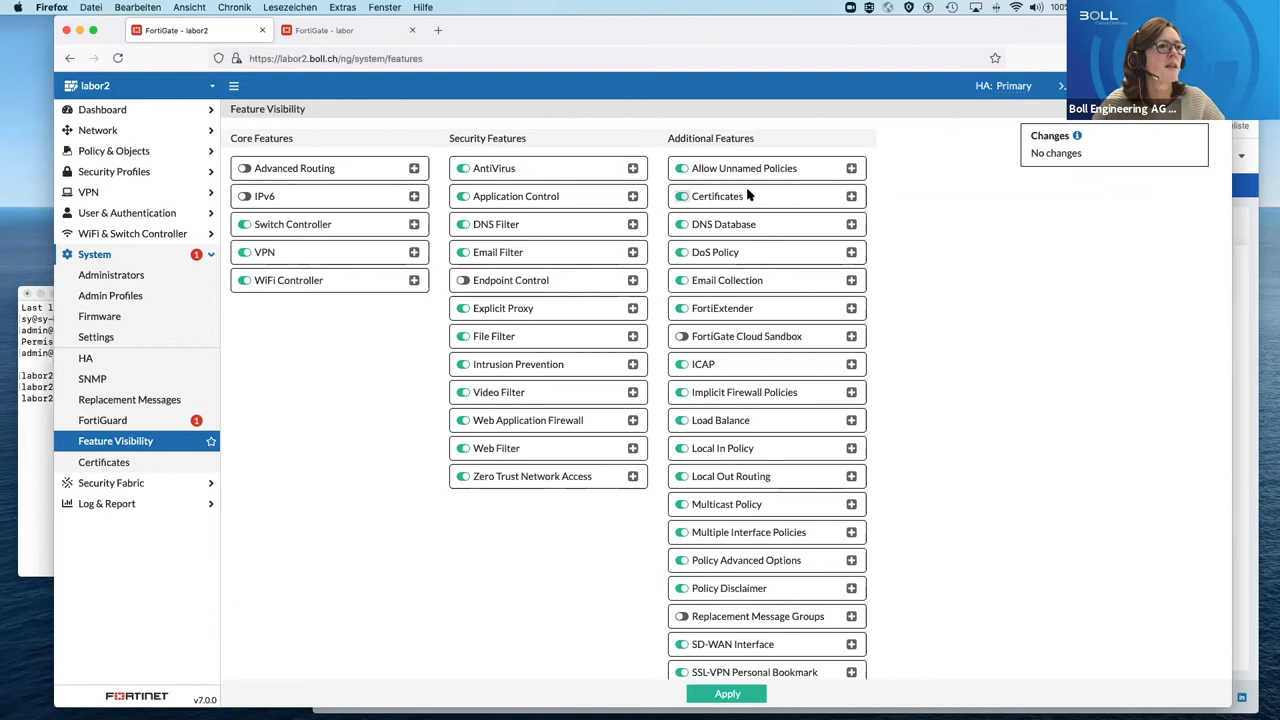 Firefox Datei Bearbeiten Ansicht Chronik Lesezeichen Extras Fenster Hilfe
FortiGate - labor2
FortiGate - labor
https://labor2.boll.ch/ng/system/features
labor2
HA: Primary
BOLL
Boll Engineering AG ...
Dashboard
Network
Policy & Objects
Security Profiles
VPN
User & Authentication
WiFi & Switch Controller
System 1
Administrators
Admin Profiles
Firmware
Settings
HA
SNMP
Replacement Messages
FortiGuard 1
Feature Visibility
Certificates
Security Fabric
Log & Report
FORTINET v7.0.0
Last l
sy@sy-
admin@
Permis
admin@
labor2
labor2
Feature Visibility
Core Features
Advanced Routing
IPv6
Switch Controller
VPN
WiFi Controller
Security Features
AntiVirus
Application Control
DNS Filter
Email Filter
Endpoint Control
Explicit Proxy
File Filter
Intrusion Prevention
Video Filter
Web Application Firewall
Web Filter
Zero Trust Network Access
Additional Features
Allow Unnamed Policies
Certificates
DNS Database
DoS Policy
Email Collection
FortiExtender
FortiGate Cloud Sandbox
ICAP
Implicit Firewall Policies
Load Balance
Local In Policy
Local Out Routing
Multicast Policy
Multiple Interface Policies
Policy Advanced Options
Policy Disclaimer
Replacement Message Groups
SD-WAN Interface
SSL-VPN Personal Bookmark
Apply
Changes
No changes